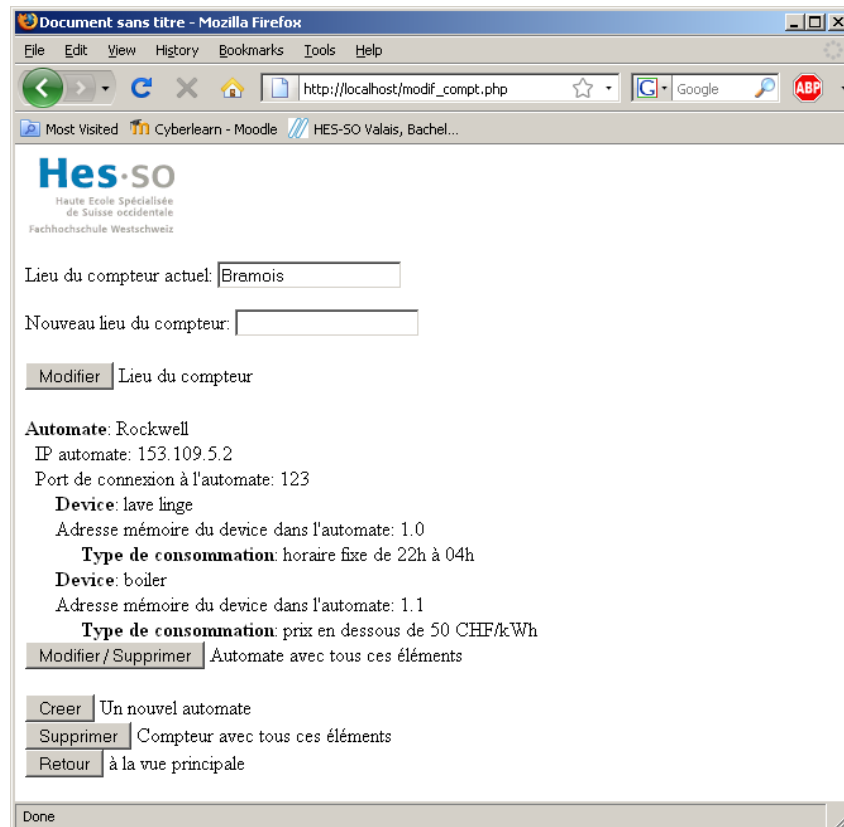 Document sans titre - Mozilla Firefox
File Edit View History Bookmarks Tools Help
http://localhost/modif_compt.php G Google ABP
Most Visited Cyberlearn - Moodle HES-SO Valais, Bachel...
Hes·so
Haute Ecole Spécialisée
de Suisse occidentale
Fachhochschule Westschweiz
Lieu du compteur actuel: Bramois
Nouveau lieu du compteur:
Modifier Lieu du compteur
Automate: Rockwell
IP automate: 153.109.5.2
Port de connexion à l'automate: 123
Device: lave linge
Adresse mémoire du device dans l'automate: 1.0
Type de consommation: horaire fixe de 22h à 04h
Device: boiler
Adresse mémoire du device dans l'automate: 1.1
Type de consommation: prix en dessous de 50 CHF/kWh
Modifier / Supprimer Automate avec tous ces éléments
Creer Un nouvel automate
Supprimer Compteur avec tous ces éléments
Retour à la vue principale
Done